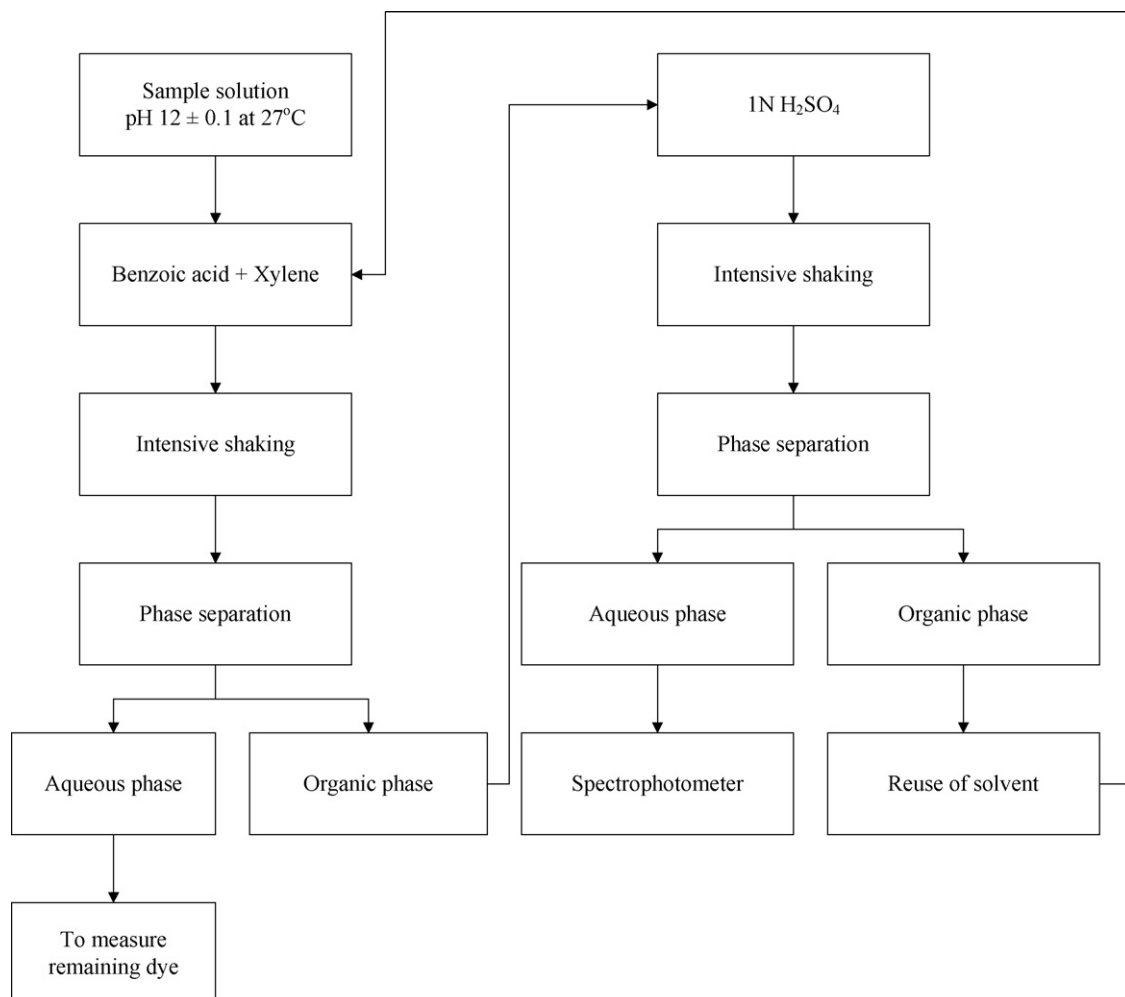 Sample solution
pH 12 ± 0.1 at 27°C
Benzoic acid + Xylene
Intensive shaking
Phase separation
Aqueous phase
Organic phase
To measure
remaining dye
1N H₂SO₄
Intensive shaking
Phase separation
Aqueous phase
Organic phase
Spectrophotometer
Reuse of solvent